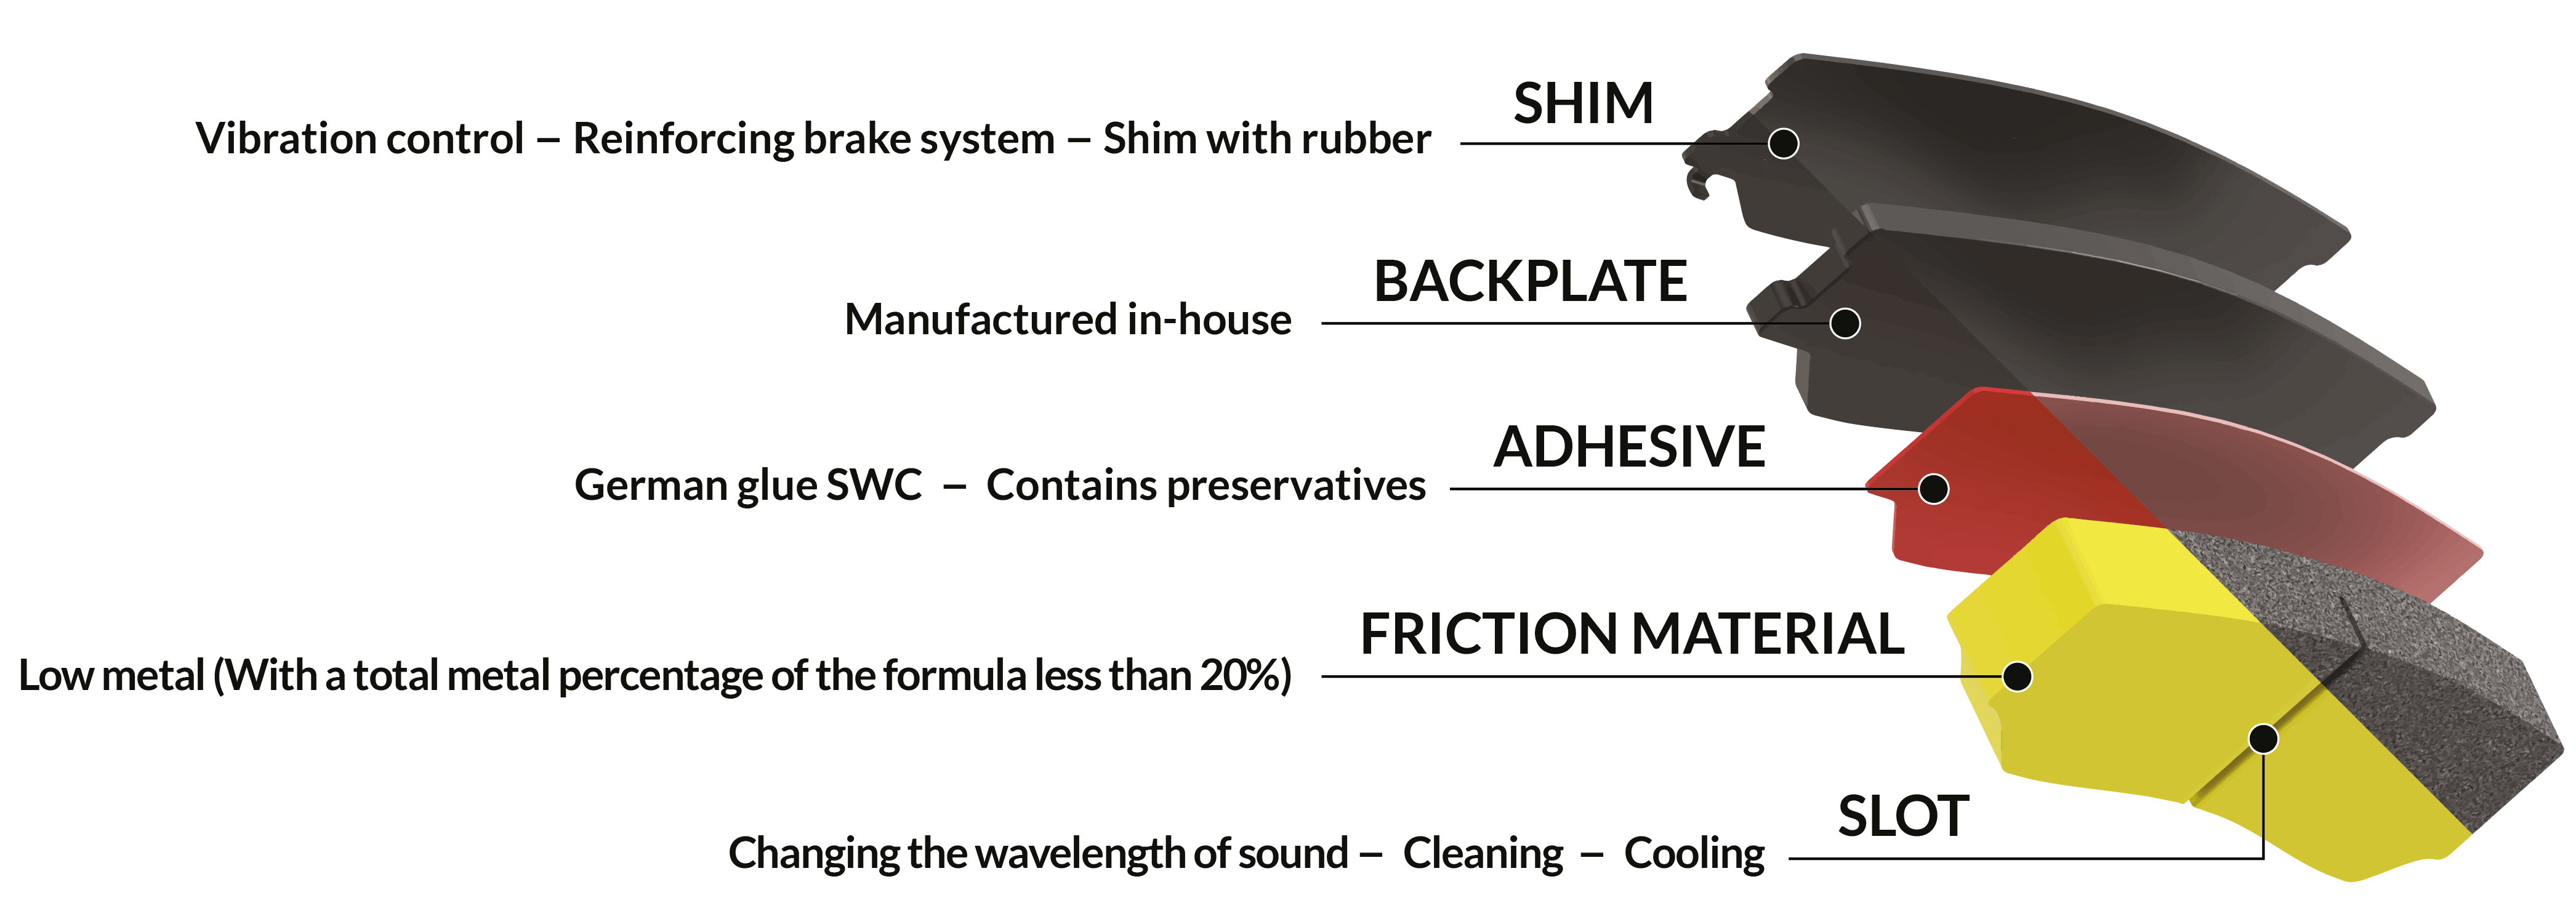 SHIM
Vibration control – Reinforcing brake system – Shim with rubber
BACKPLATE
Manufactured in-house
ADHESIVE
German glue SWC – Contains preservatives
FRICTION MATERIAL
Low metal (With a total metal percentage of the formula less than 20%)
SLOT
Changing the wavelength of sound – Cleaning – Cooling